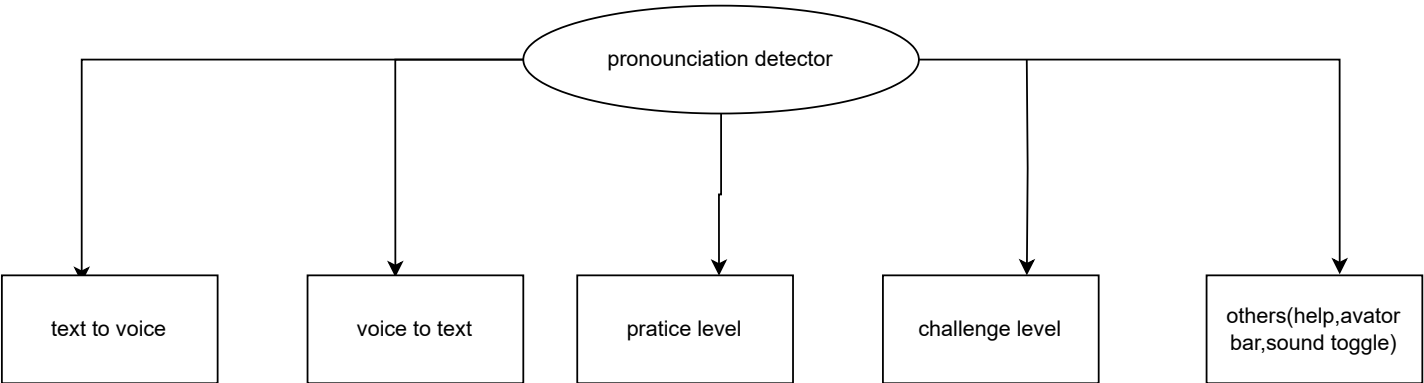 pronounciation detector
text to voice
voice to text
pratice level
challenge level
others(help,avator
bar,sound toggle)